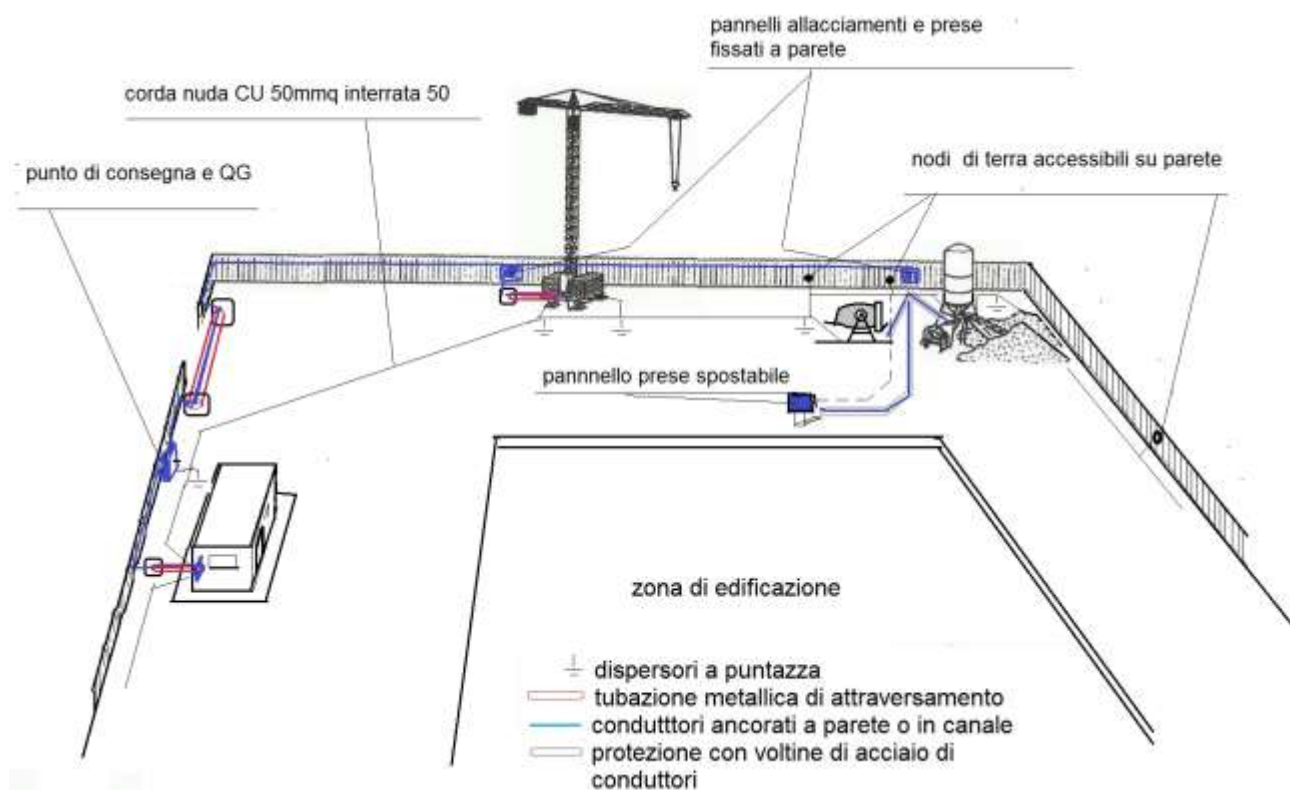 pannelli allacciamenti e prese
fissati a parete
corda nuda CU 50mmq interrata 50
punto di consegna e QG
nodi  di terra accessibili su parete
pannnello prese spostabile
zona di edificazione
dispersori a puntazza
tubazione metallica di attraversamento
condutttori ancorati a parete o in canale
protezione con voltine di acciaio di
conduttori